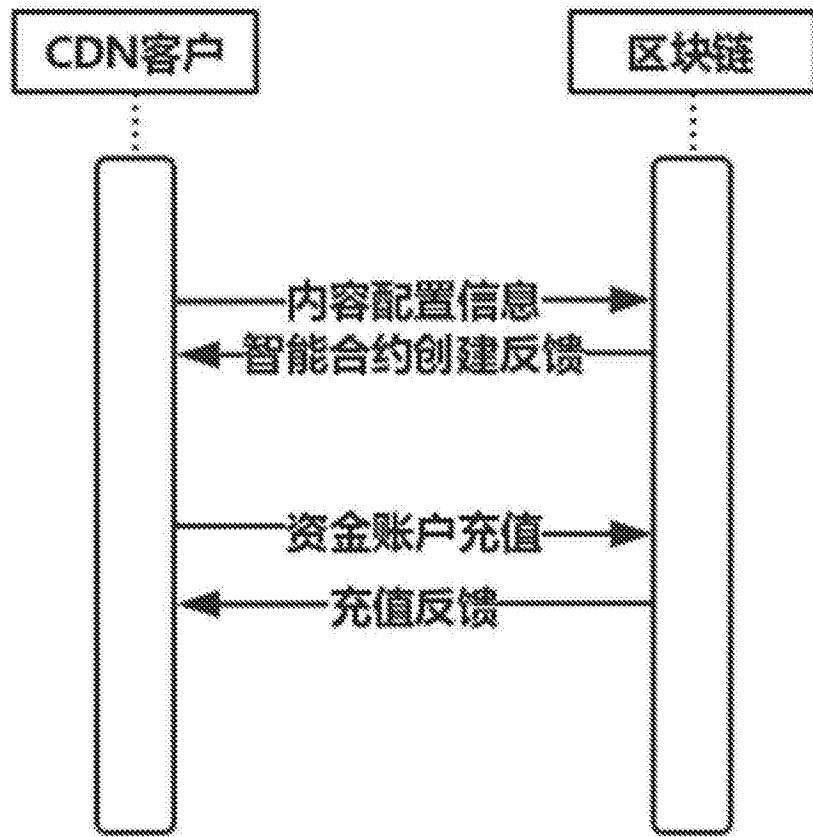 CDN客户
区块链
内容配置信息
智能合约创建反馈
资金账户充值
充值反馈